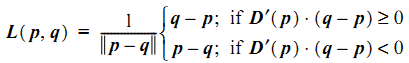 L(p, q) = 1/‖p − q‖ { q − p; if D′(p) · (q − p) ≥ 0
p − q; if D′(p) · (q − p) < 0